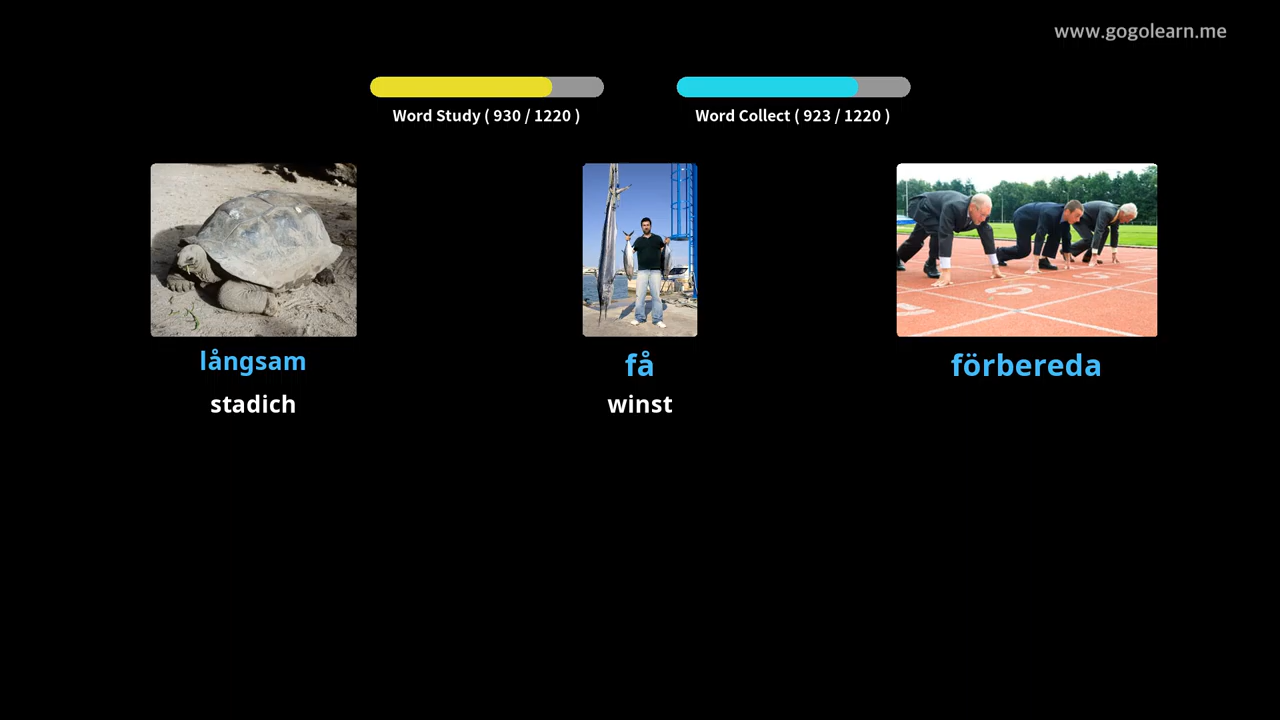 www.gogolearn.me
Word Study ( 930 / 1220 )
Word Collect ( 923 / 1220 )
långsam
stadich
få
winst
förbereda